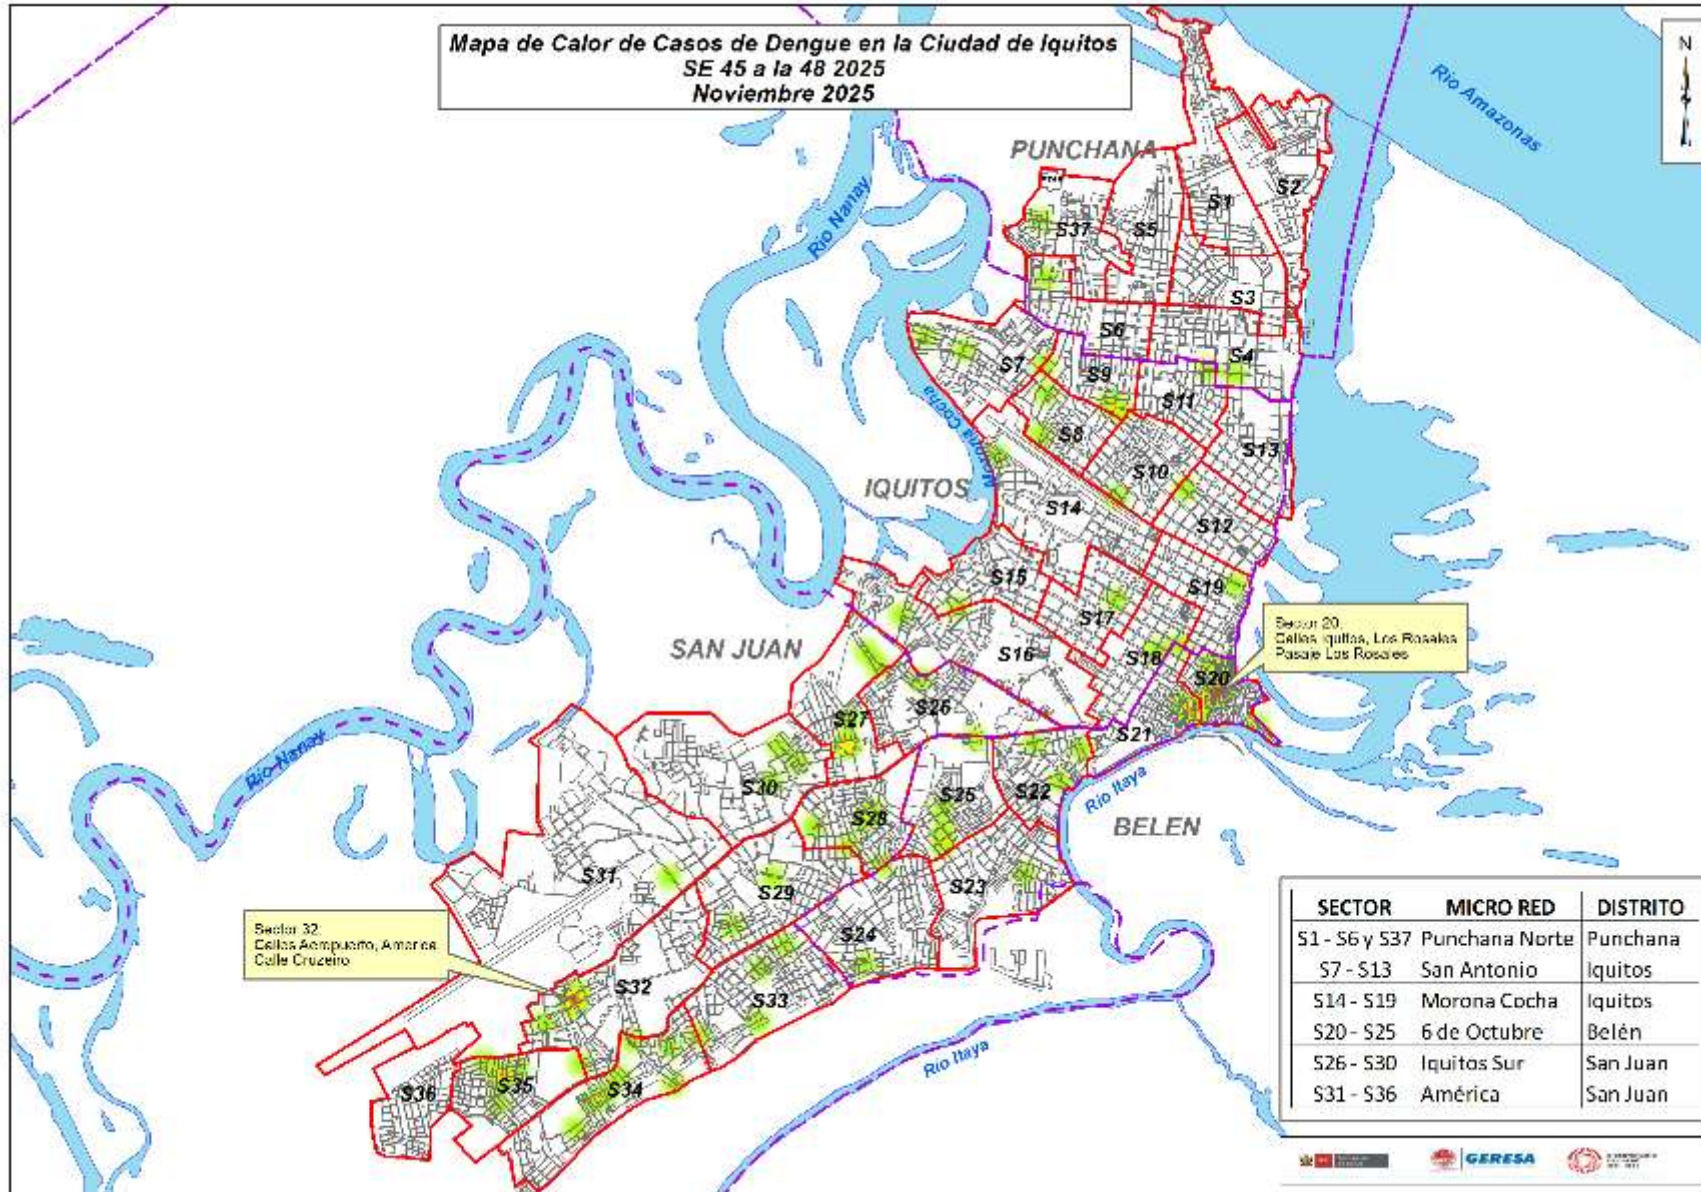 Mapa de Calor de Casos de Dengue en la Ciudad de Iquitos
SE 45 a la 48 2025
Noviembre 2025
N
Rio Amazonas
PUNCHANA
S2
S1
S37
S5
Rio Nanay
S3
S6
S4
S7
S9
S11
Morona Cocha
S8
S13
S10
IQUITOS
S14
S12
S15
S19
S17
Sector 20:
Calles Iquitos, Los Rosales
Pasaje Los Rosales
SAN JUAN
S16
S18
S20
S26
S27
S21
Rio Nanay
S30
S22
Rio Itaya
S25
S28
BELEN
S31
S29
S23
Sector 32:
Calles Aeropuerto, America
Calle Cruzeiro
S24
S32
S33
Rio Itaya
S35
S36
S34
SECTOR MICRO RED DISTRITO
S1 - S6 y S37 Punchana Norte Punchana
S7 - S13 San Antonio Iquitos
S14 - S19 Morona Cocha Iquitos
S20 - S25 6 de Octubre Belén
S26 - S30 Iquitos Sur San Juan
S31 - S36 América San Juan
GERESA